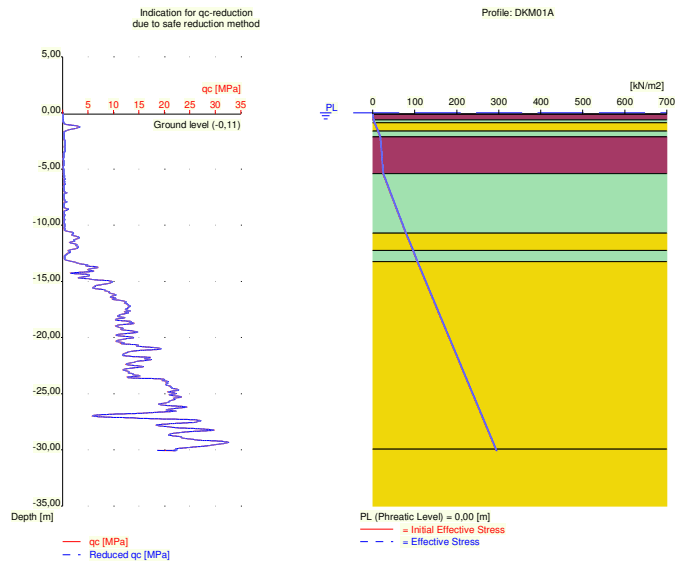 Indication for qc-reduction
due to safe reduction method
5,00
qc [MPa]
0,00
5 10 15 20 25 30 35
Ground level (-0,11)
-5,00
-10,00
-15,00
-20,00
-25,00
-30,00
-35,00
Depth [m]
qc [MPa]
Reduced qc [MPa]
Profile: DKM01A
[kN/m2]
PL
0 100 200 300 400 500 600 700
PL (Phreatic Level) = 0,00 [m]
= Initial Effective Stress
= Effective Stress